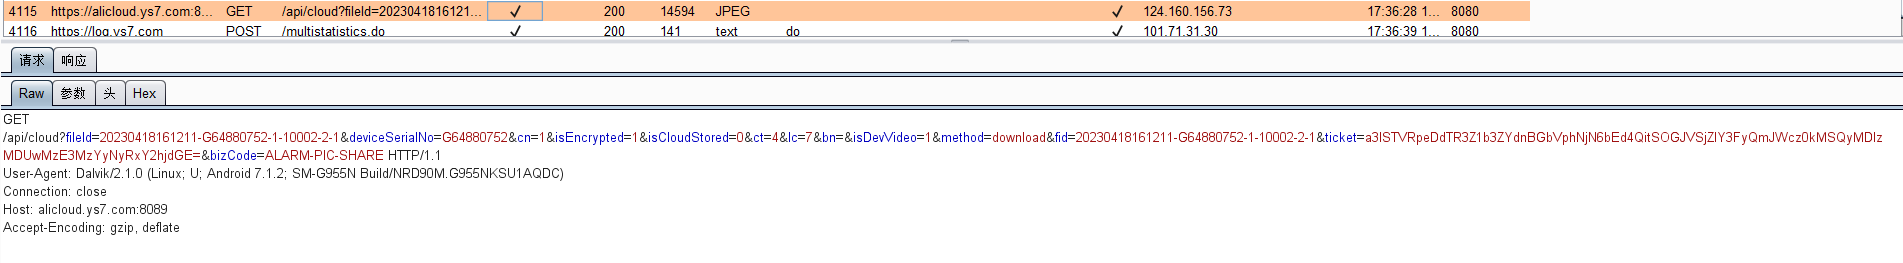 4115 https://alicloud.ys7.com:8... GET /api/cloud?fileId=2023041816121... ✓ 200 14594 JPEG ✓ 124.160.156.73 17:36:28 1... 8080
4116 https://log.ys7.com POST /multistatistics.do ✓ 200 141 text do ✓ 101.71.31.30 17:36:39 1... 8080
请求 响应
Raw 参数 头 Hex
GET
/api/cloud?fileId=20230418161211-G64880752-1-10002-2-1&deviceSerialNo=G64880752&cn=1&isEncrypted=1&isCloudStored=0&ct=4&lc=7&bn=&isDevVideo=1&method=download&fid=20230418161211-G64880752-1-10002-2-1&ticket=a3lSTVRpeDdTR3Z1b3ZYdnBGbVphNjN6bEd4QitSOGJVSjZlY3FyQmJWcz0kMSQyMDIz
MDUwMzE3MzYyNyRxY2hjdGE=&bizCode=ALARM-PIC-SHARE HTTP/1.1
User-Agent: Dalvik/2.1.0 (Linux; U; Android 7.1.2; SM-G955N Build/NRD90M.G955NKSU1AQDC)
Connection: close
Host: alicloud.ys7.com:8089
Accept-Encoding: gzip, deflate